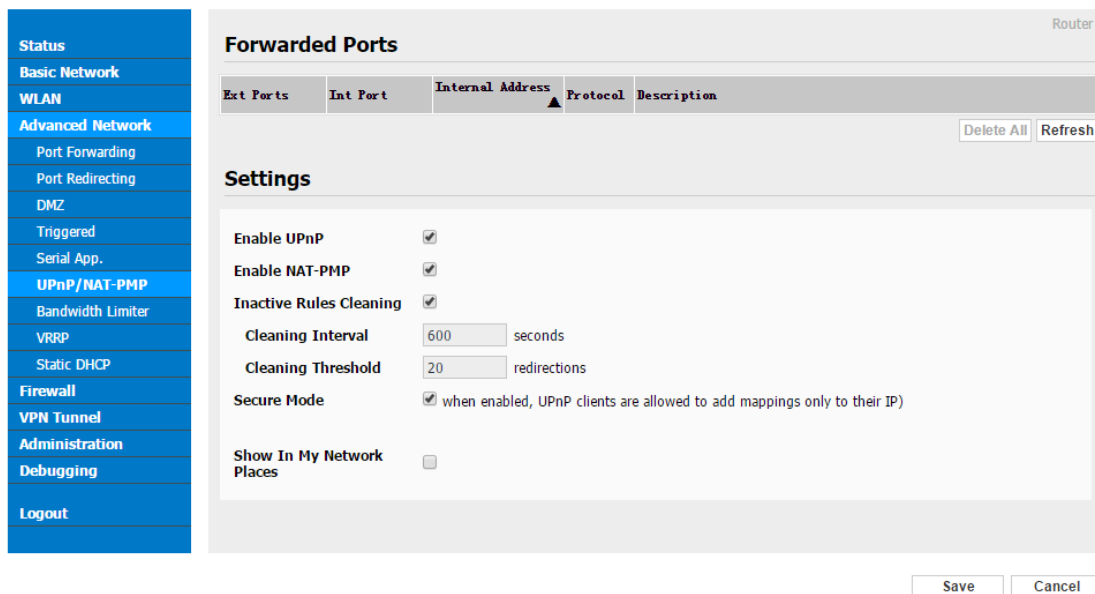 Router
Status
Basic Network
WLAN
Advanced Network
Port Forwarding
Port Redirecting
DMZ
Triggered
Serial App.
UPnP/NAT-PMP
Bandwidth Limiter
VRRP
Static DHCP
Firewall
VPN Tunnel
Administration
Debugging
Logout
Forwarded Ports
Ext Ports Int Port Internal Address Protocol Description
Delete All Refresh
Settings
Enable UPnP
Enable NAT-PMP
Inactive Rules Cleaning
Cleaning Interval 600 seconds
Cleaning Threshold 20 redirections
Secure Mode when enabled, UPnP clients are allowed to add mappings only to their IP)
Show In My Network
Places
Save Cancel